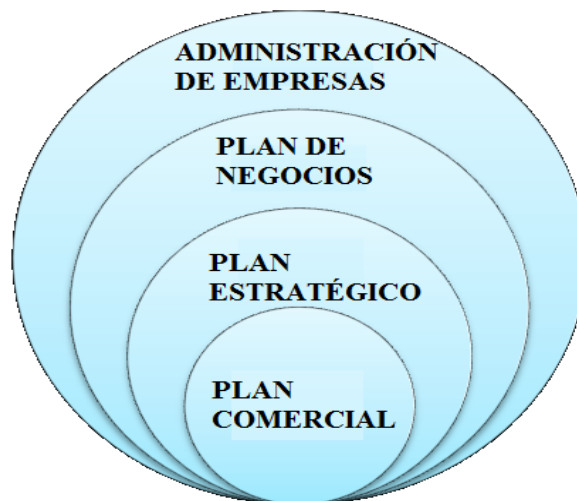 ADMINISTRACIÓN
DE EMPRESAS
PLAN DE
NEGOCIOS
PLAN
ESTRATÉGICO
PLAN
COMERCIAL